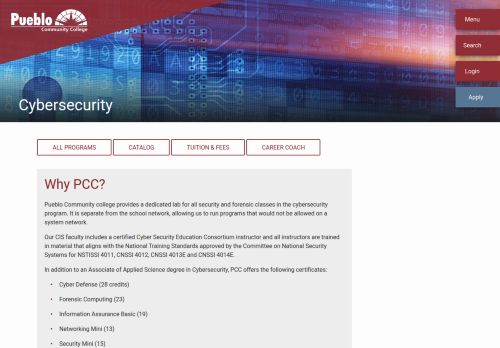 Pueblo
Community College
Menu
Search
Login
Apply
Cybersecurity
ALL PROGRAMS
CATALOG
TUITION & FEES
CAREER COACH
Why PCC?
Pueblo Community college provides a dedicated lab for all security and forensic classes in the cybersecurity
program. It is separate from the school network, allowing us to run programs that would not be allowed on a
system network.
Our CIS faculty includes a certified Cyber Security Education Consortium instructor and all instructors are trained
in material that aligns with the National Training Standards approved by the Committee on National Security
Systems for NSTISSI 4011, CNSSI 4012, CNSSI 4013E and CNSSI 4014E.
In addition to an Associate of Applied Science degree in Cybersecurity, PCC offers the following certificates:
• Cyber Defense (28 credits)
• Forensic Computing (23)
• Information Assurance Basic (19)
• Networking Mini (13)
• Security Mini (15)